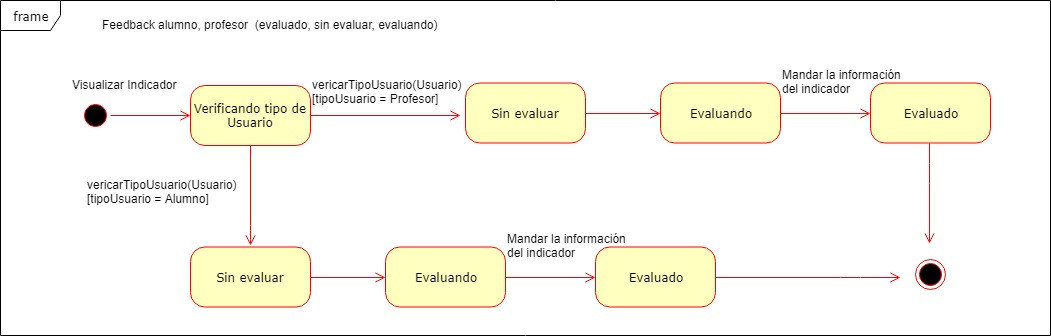 frame
Feedback alumno, profesor (evaluado, sin evaluar, evaluando)
Visualizar Indicador
Verificando tipo de
Usuario
vericarTipoUsuario(Usuario)
[tipoUsuario = Profesor]
Sin evaluar
Evaluando
Mandar la información
del indicador
Evaluado
vericarTipoUsuario(Usuario)
[tipoUsuario = Alumno]
Sin evaluar
Evaluando
Mandar la información
del indicador
Evaluado